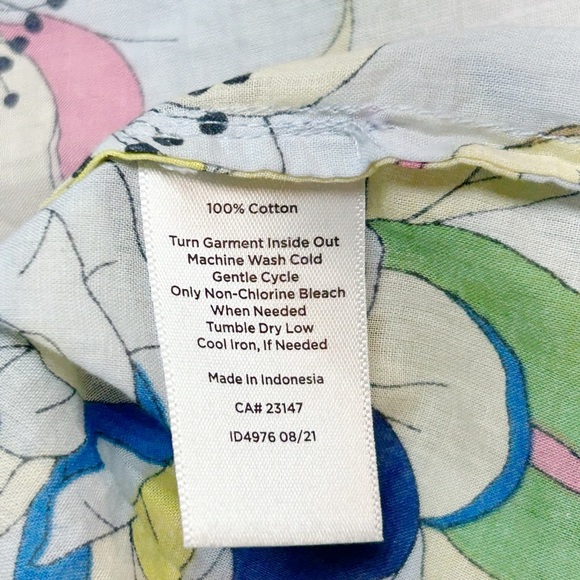 100% Cotton
Turn Garment Inside Out
Machine Wash Cold
Gentle Cycle
Only Non-Chlorine Bleach
When Needed
Tumble Dry Low
Cool Iron, If Needed
Made In Indonesia
CA# 23147
ID4976 08/21